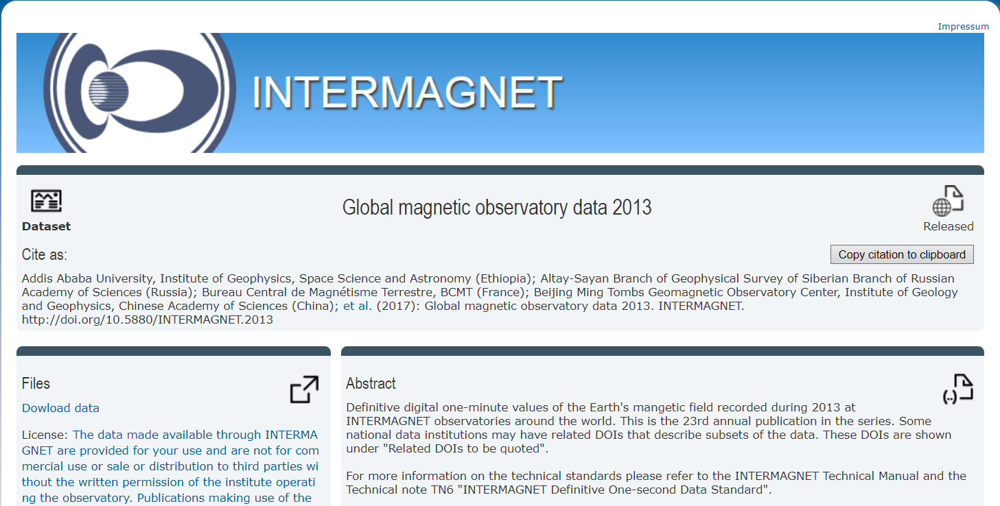 Impressum
INTERMAGNET
Dataset
Global magnetic observatory data 2013
Released
Cite as:
Copy citation to clipboard
Addis Ababa University, Institute of Geophysics, Space Science and Astronomy (Ethiopia); Altay-Sayan Branch of Geophysical Survey of Siberian Branch of Russian
Academy of Sciences (Russia); Bureau Central de Magnétisme Terrestre, BCMT (France); Beijing Ming Tombs Geomagnetic Observatory Center, Institute of Geology
and Geophysics, Chinese Academy of Sciences (China); et al. (2017): Global magnetic observatory data 2013. INTERMAGNET.
http://doi.org/10.5880/INTERMAGNET.2013
Files
Dowload data
License: The data made available through INTERMA
GNET are provided for your use and are not for com
mercial use or sale or distribution to third parties wi
thout the written permission of the institute operati
ng the observatory. Publications making use of the
Abstract
Definitive digital one-minute values of the Earth's mangetic field recorded during 2013 at
INTERMAGNET observatories around the world. This is the 23rd annual publication in the series. Some
national data institutions may have related DOIs that describe subsets of the data. These DOIs are shown
under "Related DOIs to be quoted".
For more information on the technical standards please refer to the INTERMAGNET Technical Manual and the
Technical note TN6 "INTERMAGNET Definitive One-second Data Standard".